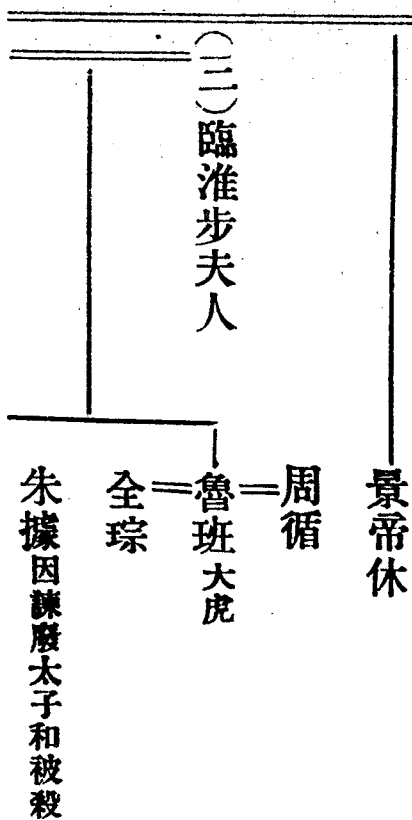 景帝休
周循
(三)臨淮步夫人
魯班大虎
全琮
朱據因諫廢太子和被殺